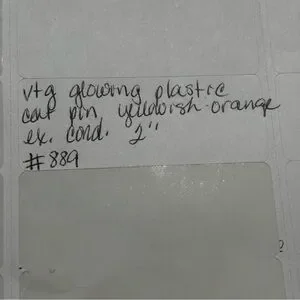 vtg glowing plastic
cat pin yellowish-orange
ex. cond. 2"
#889
?